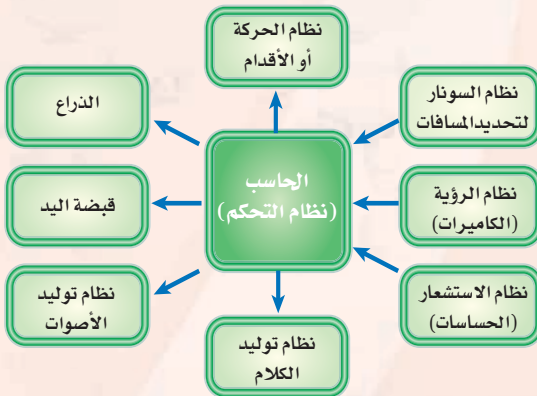 نظام الحركة
أو الأقدام
نظام السونار
لتحديد المسافات
الذراع
الحاسب
(نظام التحكم)
نظام الرؤية
(الكاميرات)
قبضة اليد
نظام الاستشعار
(الحساسات)
نظام توليد
الأصوات
نظام توليد
الكلام